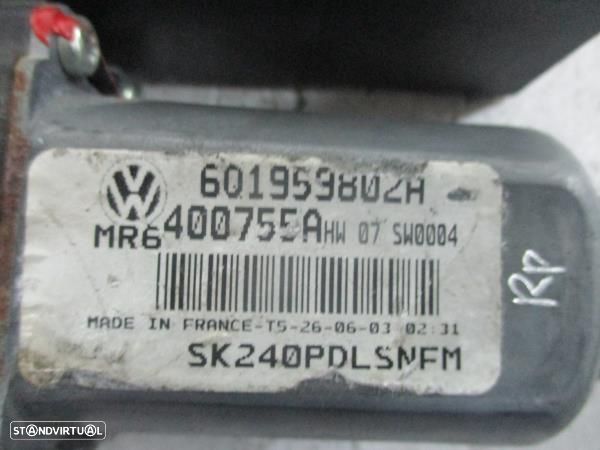 6Q1959802A
MR6 400755A HW 07 SW0004
MADE IN FRANCE-T5-26-06-03 02:31
SK240PDLSNFM
RP
STANDVIRTUAL